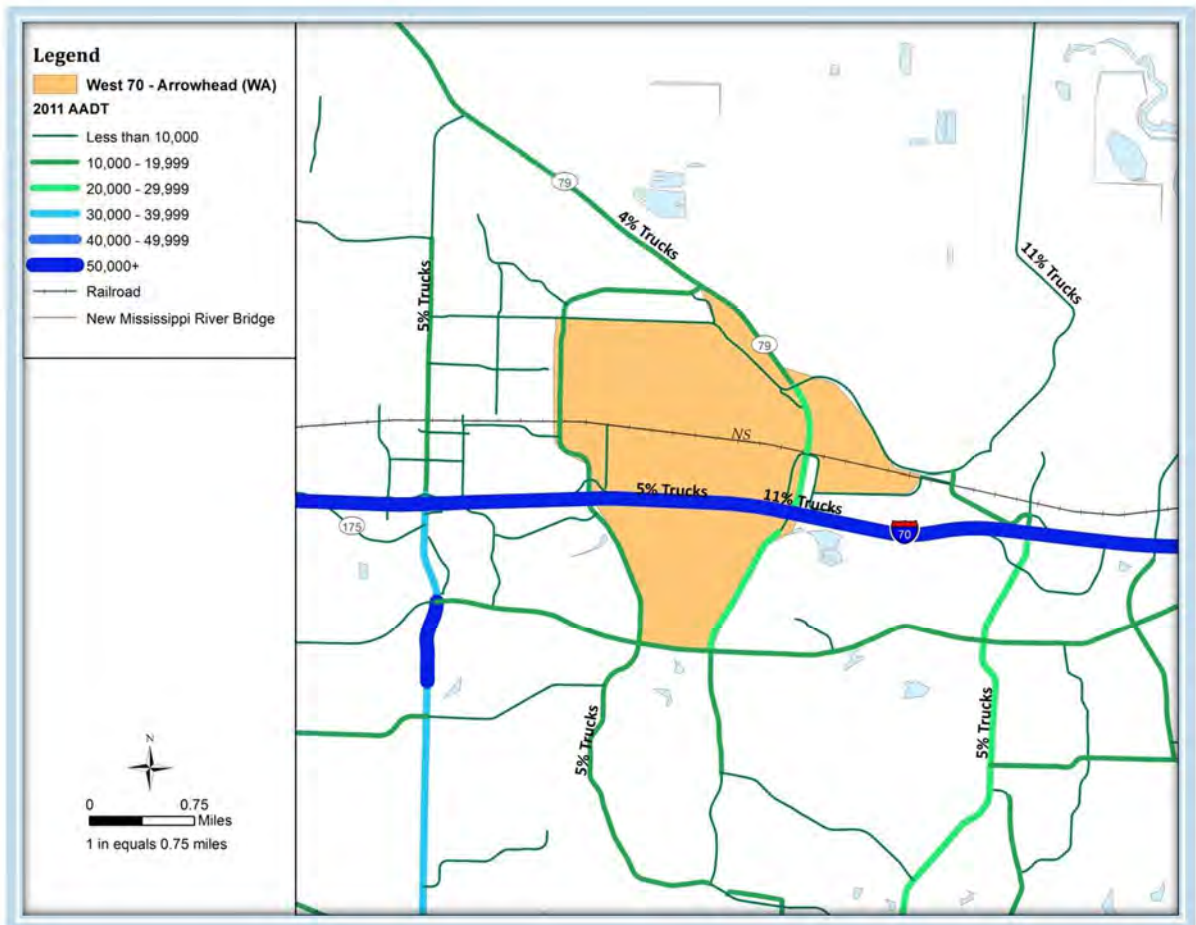 Legend
West 70 - Arrowhead (WA)
2011 AADT
Less than 10,000
10,000 - 19,999
20,000 - 29,999
30,000 - 39,999
40,000 - 49,999
50,000+
Railroad
New Mississippi River Bridge
N
0 0.75
Miles
1 in equals 0.75 miles
79
4% Trucks
11% Trucks
5% Trucks
79
NS
5% Trucks
11% Trucks
175
70
5% Trucks
5% Trucks